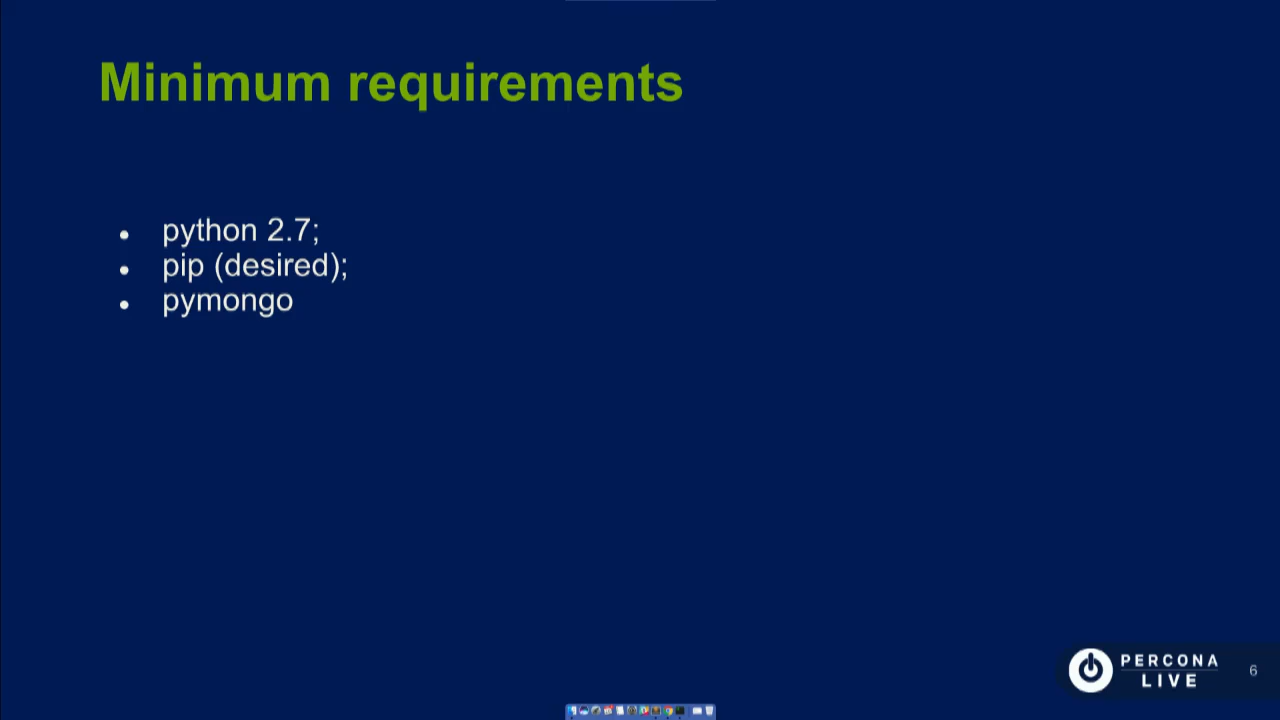 Minimum requirements
• python 2.7;
• pip (desired);
• pymongo
PERCONA
LIVE
6